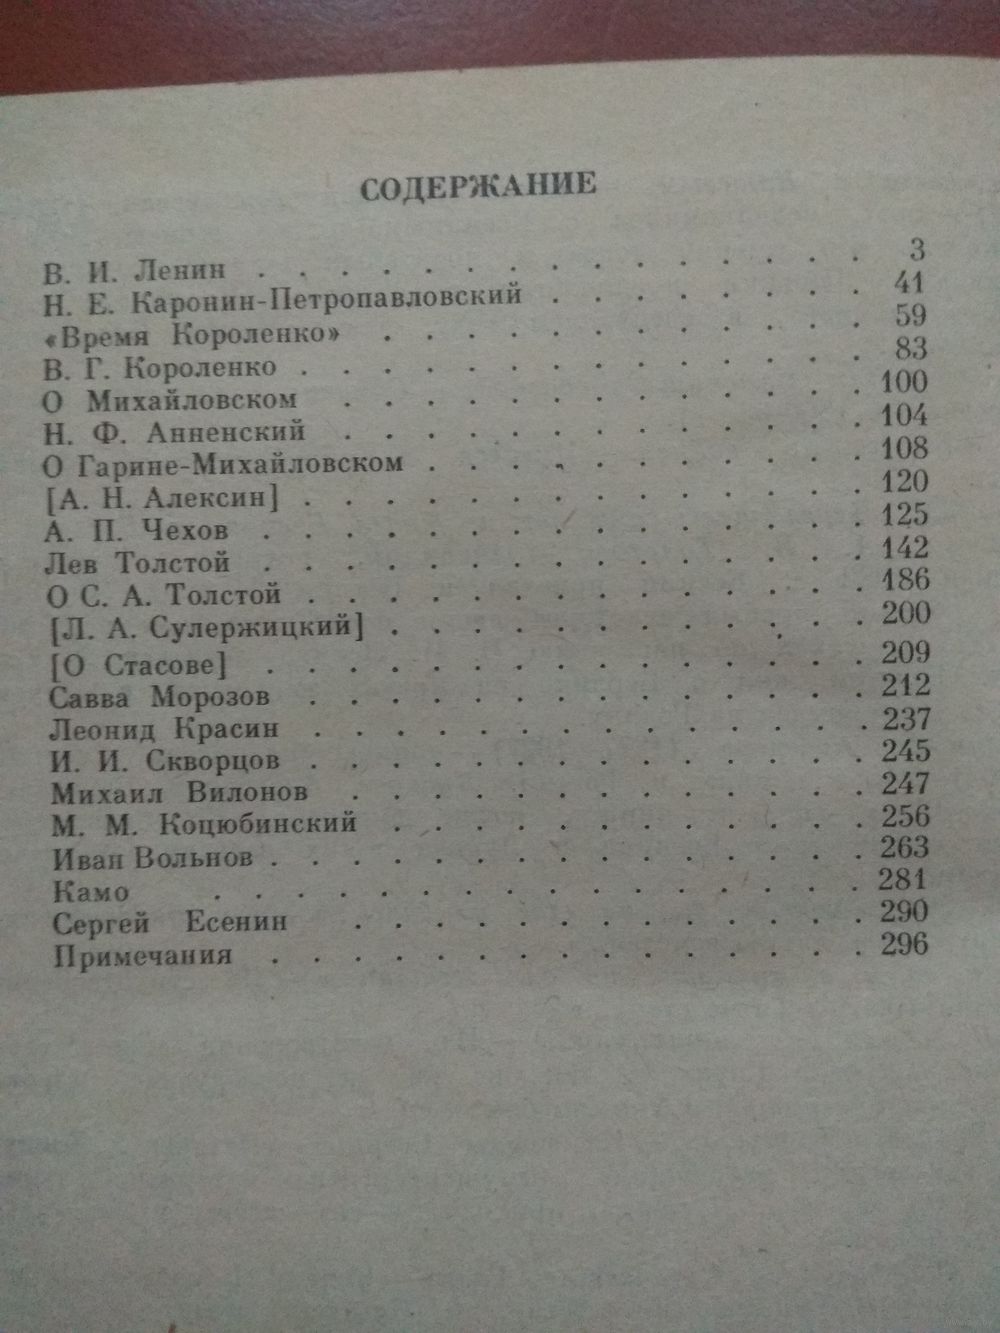 СОДЕРЖАНИЕ
В. И. Ленин . . . . . . . . . . . . . . . 3
Н. Е. Каронин-Петропавловский . . . . . . . . 41
«Время Короленко» . . . . . . . . . . . . 59
В. Г. Короленко . . . . . . . . . . . . . . 83
О Михайловском . . . . . . . . . . . . . 100
Н. Ф. Анненский . . . . . . . . . . . . . 104
О Гарине-Михайловском . . . . . . . . . . . 108
[А. Н. Алексин] . . . . . . . . . . . . . . 120
А. П. Чехов . . . . . . . . . . . . . . . 125
Лев Толстой . . . . . . . . . . . . . . . 142
О С. А. Толстой . . . . . . . . . . . . . . 186
[Л. А. Сулержицкий] . . . . . . . . . . . . 200
[О Стасове] . . . . . . . . . . . . . . . 209
Савва Морозов . . . . . . . . . . . . . . 212
Леонид Красин . . . . . . . . . . . . . . 237
И. И. Скворцов . . . . . . . . . . . . . . 245
Михаил Вилонов . . . . . . . . . . . . . 247
М. М. Коцюбинский . . . . . . . . . . . . 256
Иван Вольнов . . . . . . . . . . . . . . . 263
Камо . . . . . . . . . . . . . . . . 281
Сергей Есенин . . . . . . . . . . . . . 290
Примечания . . . . . . . . . . . . . . . 296